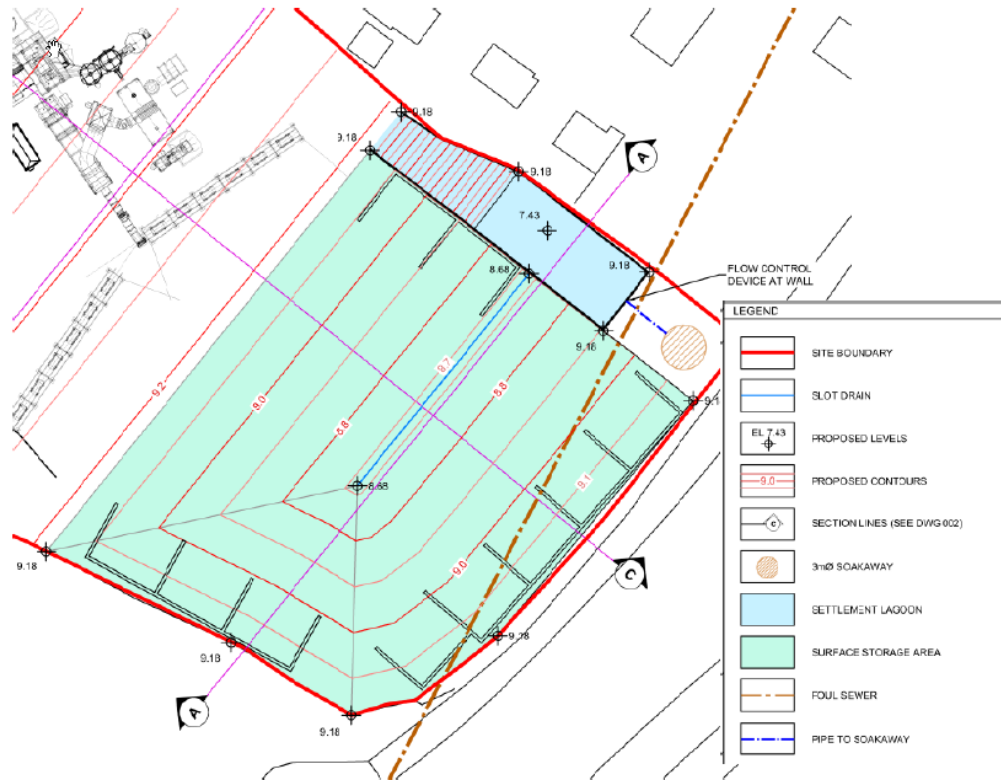 9.18
9.18
9.18
A
7.43
8.68
9.18
FLOW CONTROL
DEVICE AT WALL
LEGEND
9.18
SITE BOUNDARY
8.7
8.8
9.2
9.0
8.8
SLOT DRAIN
9.1
EL 7.43
PROPOSED LEVELS
8.68
9.1
9.0
PROPOSED CONTOURS
C
SECTION LINES (SEE DWG 002)
9.18
9.0
C
3mØ SOAKAWAY
SETTLEMENT LAGOON
9.18
9.18
SURFACE STORAGE AREA
A
FOUL SEWER
9.18
PIPE TO SOAKAWAY